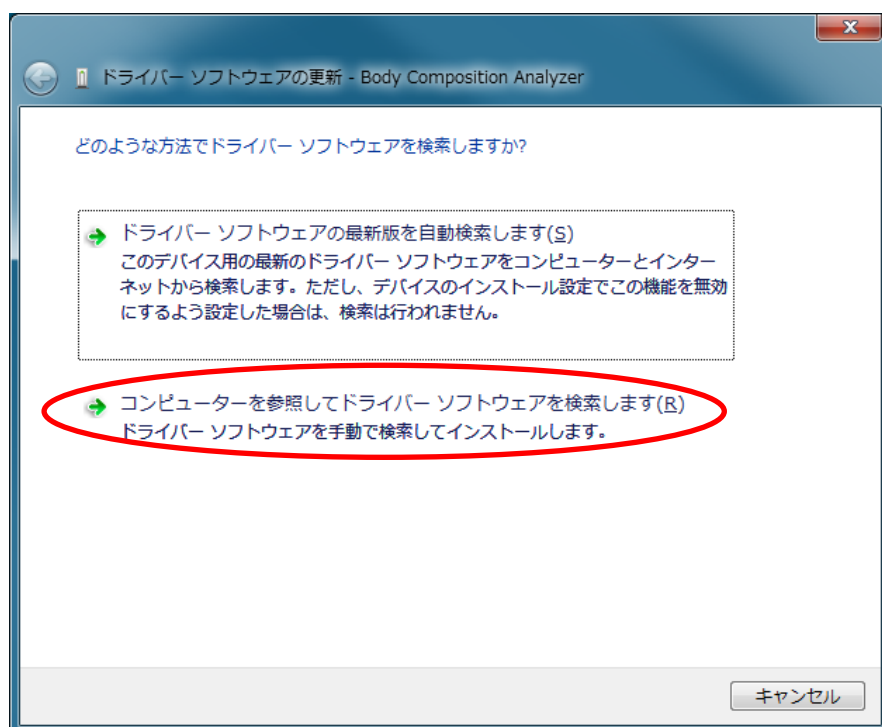 x
ドライバー ソフトウェアの更新 - Body Composition Analyzer
どのような方法でドライバー ソフトウェアを検索しますか?
ドライバー ソフトウェアの最新版を自動検索します(S)
このデバイス用の最新のドライバー ソフトウェアをコンピューターとインター
ネットから検索します。ただし、デバイスのインストール設定でこの機能を無効
にするよう設定した場合は、検索は行われません。
コンピューターを参照してドライバー ソフトウェアを検索します(R)
ドライバー ソフトウェアを手動で検索してインストールします。
キャンセル